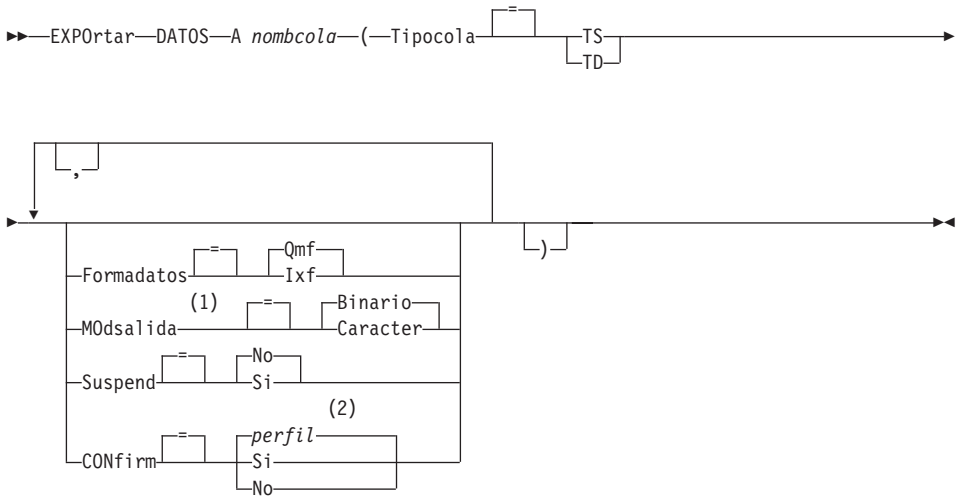 =
EXPOrtar DATOS A nombcola ( Tipocola TS
TD
,
)
= Qmf
Formadatos Ixf
(1) = Binario
MOdsalida Caracter
= No
Suspend Si
(2)
= perfil
CONfirm Si
No